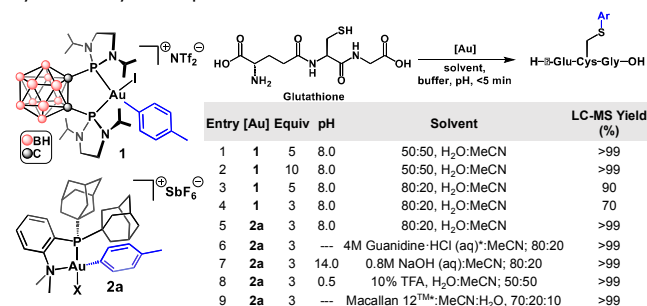 NTf2−
+
N
N
P
I
Au
P
N
N
BH
C
1
SbF6−
+
P
N
Au
X
2a
HO
O
NH2
O
N
H
SH
O
H
N
O
OH
Glutathione
[Au]
solvent,
buffer, pH, <5 min
Ar
S
H-Glu-Cys-Gly-OH
Entry [Au] Equiv pH Solvent LC-MS Yield (%)
1 1 5 8.0 50:50, H2O:MeCN >99
2 1 10 8.0 50:50, H2O:MeCN >99
3 1 5 8.0 80:20, H2O:MeCN 90
4 1 3 8.0 80:20, H2O:MeCN 70
5 2a 3 8.0 80:20, H2O:MeCN >99
6 2a 3 --- 4M Guanidine·HCl (aq)*:MeCN; 80:20 >99
7 2a 3 14.0 0.8M NaOH (aq):MeCN; 80:20 >99
8 2a 3 0.5 10% TFA, H2O:MeCN; 50:50 >99
9 2a 3 --- Macallan 12™*:MeCN:H2O, 70:20:10 >99